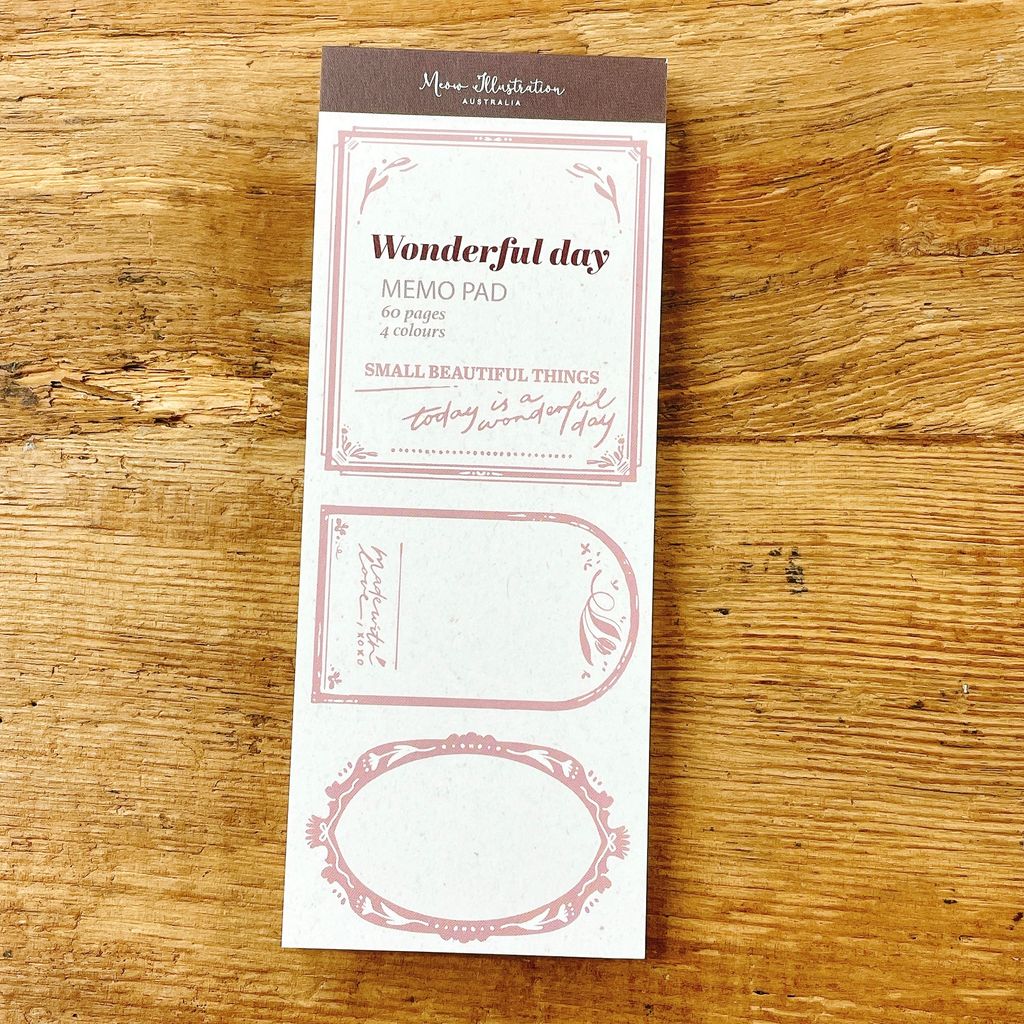 Meow Illustration
AUSTRALIA
Wonderful day
MEMO PAD
60 pages
4 colours
SMALL BEAUTIFUL THINGS
today is a
wonderful
day
made with
love, xoxo